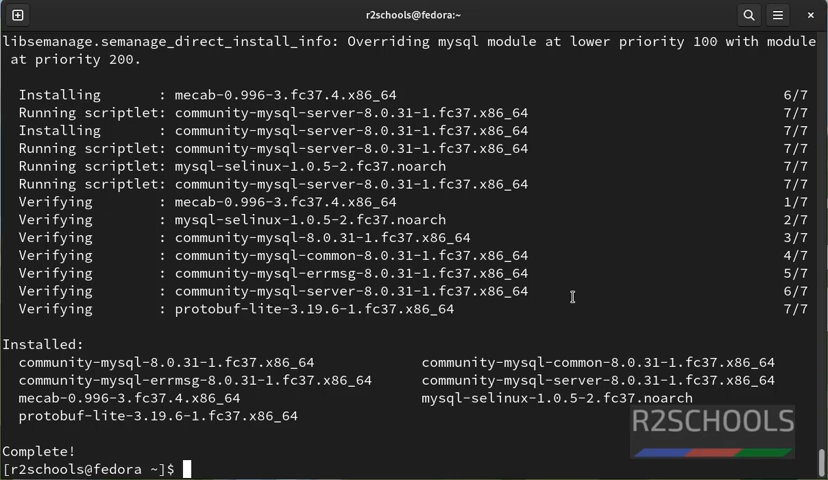 r2schools@fedora:~
libsemanage.semanage_direct_install_info: Overriding mysql module at lower priority 100 with module
at priority 200.
Installing : mecab-0.996-3.fc37.4.x86_64 6/7
Running scriptlet: community-mysql-server-8.0.31-1.fc37.x86_64 7/7
Installing : community-mysql-server-8.0.31-1.fc37.x86_64 7/7
Running scriptlet: community-mysql-server-8.0.31-1.fc37.x86_64 7/7
Running scriptlet: mysql-selinux-1.0.5-2.fc37.noarch 7/7
Running scriptlet: community-mysql-server-8.0.31-1.fc37.x86_64 7/7
Verifying : mecab-0.996-3.fc37.4.x86_64 1/7
Verifying : mysql-selinux-1.0.5-2.fc37.noarch 2/7
Verifying : community-mysql-8.0.31-1.fc37.x86_64 3/7
Verifying : community-mysql-common-8.0.31-1.fc37.x86_64 4/7
Verifying : community-mysql-errmsg-8.0.31-1.fc37.x86_64 5/7
Verifying : community-mysql-server-8.0.31-1.fc37.x86_64 6/7
Verifying : protobuf-lite-3.19.6-1.fc37.x86_64 7/7
Installed:
community-mysql-8.0.31-1.fc37.x86_64 community-mysql-common-8.0.31-1.fc37.x86_64
community-mysql-errmsg-8.0.31-1.fc37.x86_64 community-mysql-server-8.0.31-1.fc37.x86_64
mecab-0.996-3.fc37.4.x86_64 mysql-selinux-1.0.5-2.fc37.noarch
protobuf-lite-3.19.6-1.fc37.x86_64
R2SCHOOLS
Complete!
[r2schools@fedora ~]$